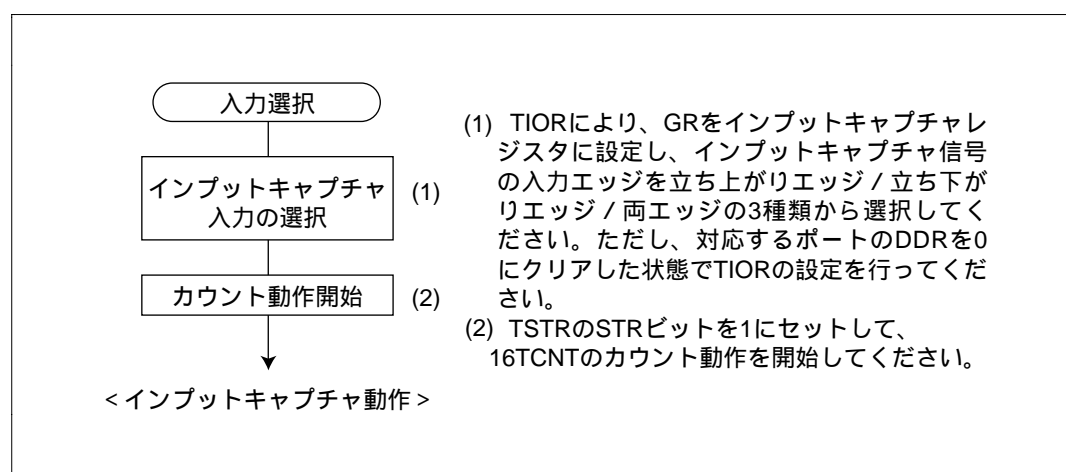 入力選択
インプットキャプチャ
入力の選択
(1)
カウント動作開始
(2)
<インプットキャプチャ動作>
(1) TIORにより、GRをインプットキャプチャレ
ジスタに設定し、インプットキャプチャ信号
の入力エッジを立ち上がりエッジ/立ち下が
りエッジ/両エッジの3種類から選択してく
ださい。ただし、対応するポートのDDRを0
にクリアした状態でTIORの設定を行ってくだ
さい。
(2) TSTRのSTRビットを1にセットして、
16TCNTのカウント動作を開始してください。